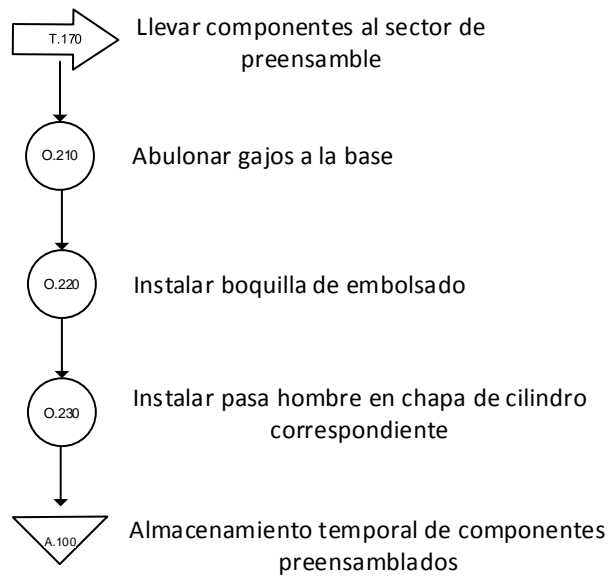 T.170
Llevar componentes al sector de
preensamble
O.210
Abulonar gajos a la base
O.220
Instalar boquilla de embolsado
O.230
Instalar pasa hombre en chapa de cilindro
correspondiente
A.100
Almacenamiento temporal de componentes
preensamblados